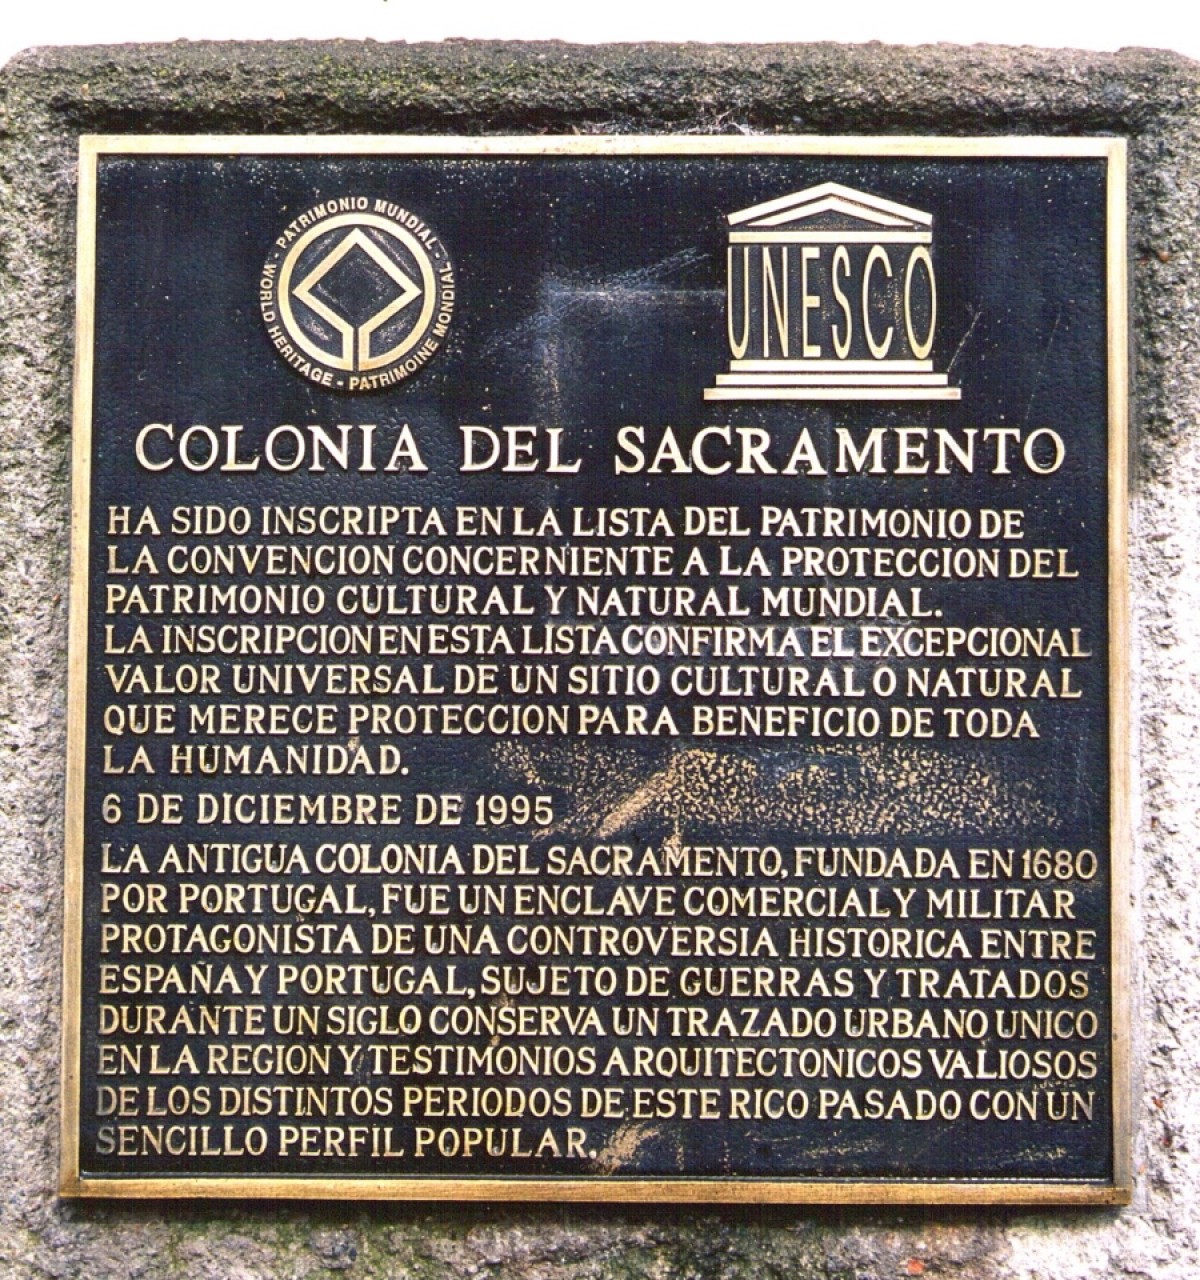 PATRIMONIO MUNDIAL - WORLD HERITAGE - PATRIMOINE MONDIAL -
UNESCO
COLONIA DEL SACRAMENTO
HA SIDO INSCRIPTA EN LA LISTA DEL PATRIMONIO DE
LA CONVENCION CONCERNIENTE A LA PROTECCION DEL
PATRIMONIO CULTURAL Y NATURAL MUNDIAL.
LA INSCRIPCION EN ESTA LISTA CONFIRMA EL EXCEPCIONAL
VALOR UNIVERSAL DE UN SITIO CULTURAL O NATURAL
QUE MERECE PROTECCION PARA BENEFICIO DE TODA
LA HUMANIDAD.
6 DE DICIEMBRE DE 1995
LA ANTIGUA COLONIA DEL SACRAMENTO, FUNDADA EN 1680
POR PORTUGAL, FUE UN ENCLAVE COMERCIAL Y MILITAR
PROTAGONISTA DE UNA CONTROVERSIA HISTORICA ENTRE
ESPAÑA Y PORTUGAL, SUJETO DE GUERRAS Y TRATADOS
DURANTE UN SIGLO CONSERVA UN TRAZADO URBANO UNICO
EN LA REGION Y TESTIMONIOS ARQUITECTONICOS VALIOSOS
DE LOS DISTINTOS PERIODOS DE ESTE RICO PASADO CON UN
SENCILLO PERFIL POPULAR.